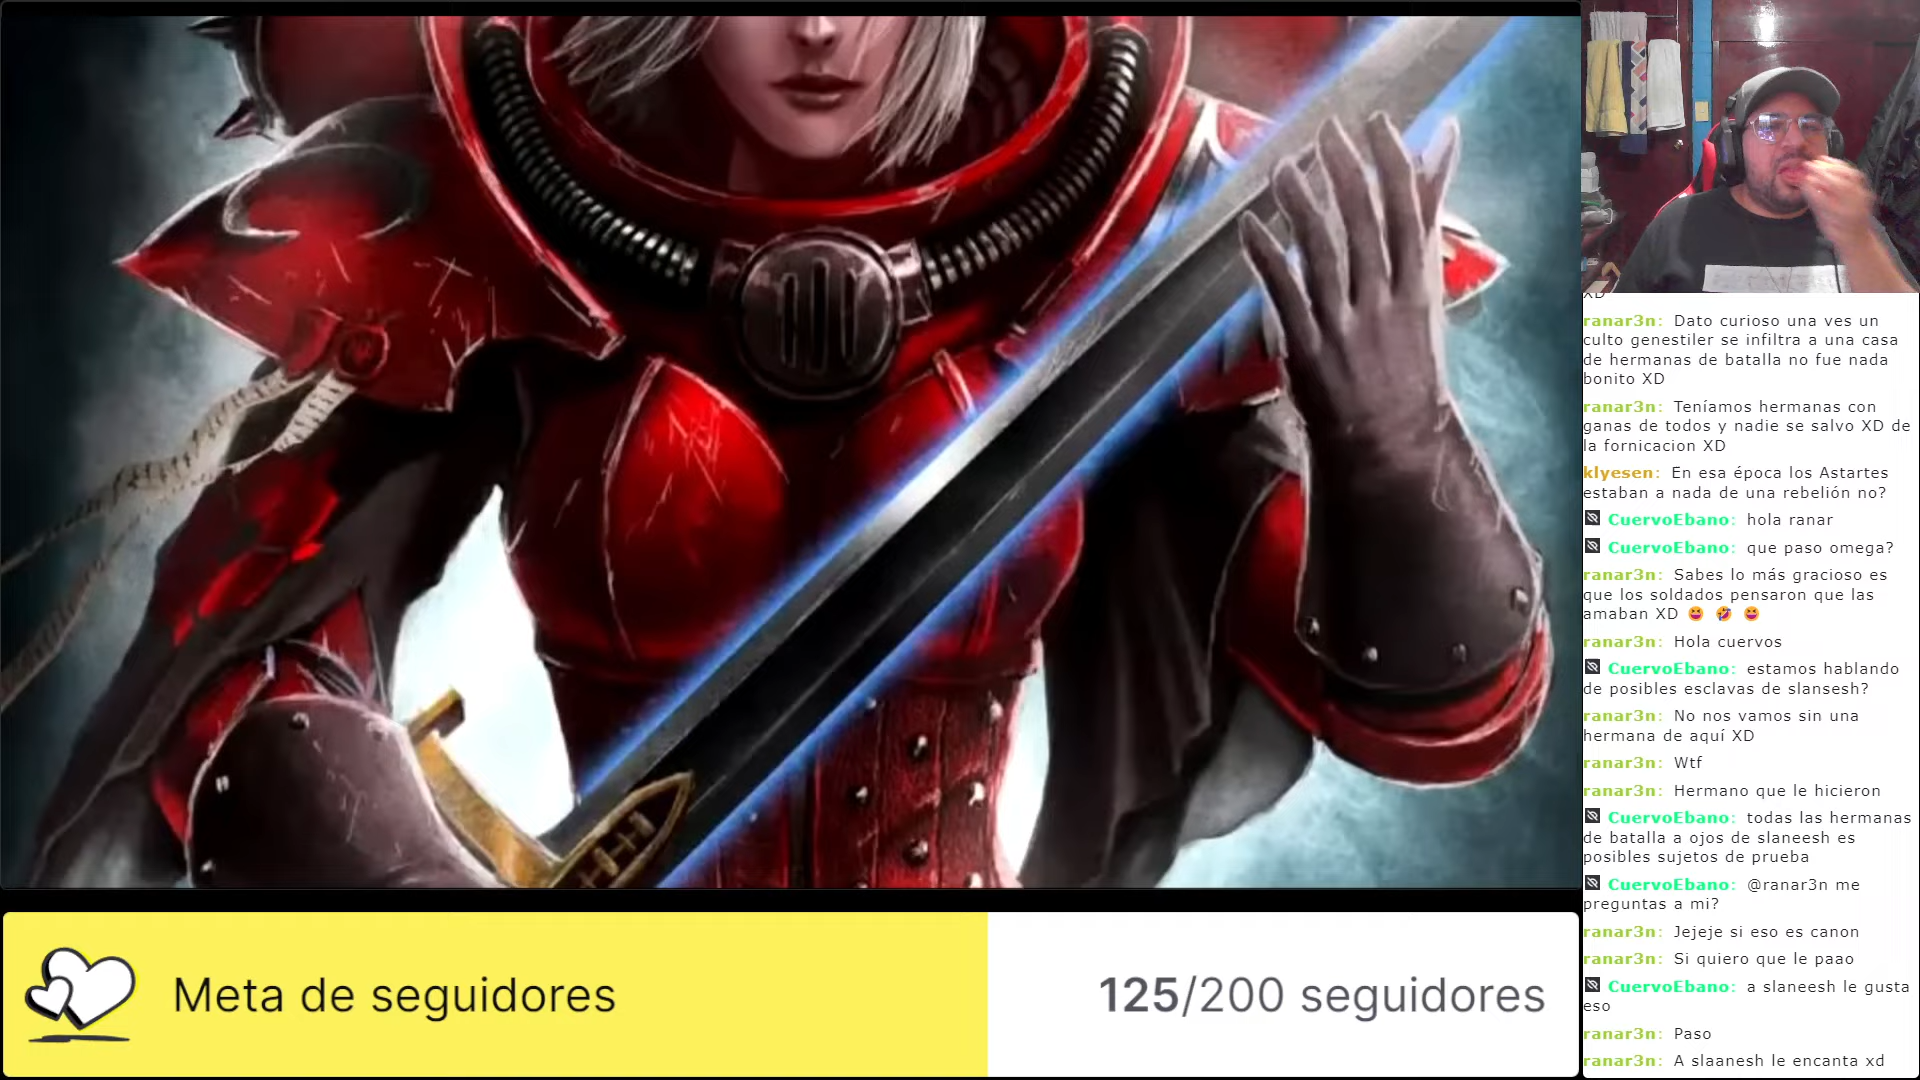 XD
ranar3n: Dato curioso una ves un
culto genestiler se infiltra a una casa
de hermanas de batalla no fue nada
bonito XD
ranar3n: Teníamos hermanas con
ganas de todos y nadie se salvo XD de
la fornicacion XD
klyesen: En esa época los Astartes
estaban a nada de una rebelión no?
CuervoEbano: hola ranar
CuervoEbano: que paso omega?
ranar3n: Sabes lo más gracioso es
que los soldados pensaron que las
amaban XD 😆 🤣 😆
ranar3n: Hola cuervos
CuervoEbano: estamos hablando
de posibles esclavas de slansesh?
ranar3n: No nos vamos sin una
hermana de aquí XD
ranar3n: Wtf
ranar3n: Hermano que le hicieron
CuervoEbano: todas las hermanas
de batalla a ojos de slaneesh es
posibles sujetos de prueba
CuervoEbano: @ranar3n me
preguntas a mi?
ranar3n: Jejeje si eso es canon
ranar3n: Si quiero que le paao
CuervoEbano: a slaneesh le gusta
eso
ranar3n: Paso
ranar3n: A slaanesh le encanta xd
Meta de seguidores
125/200 seguidores